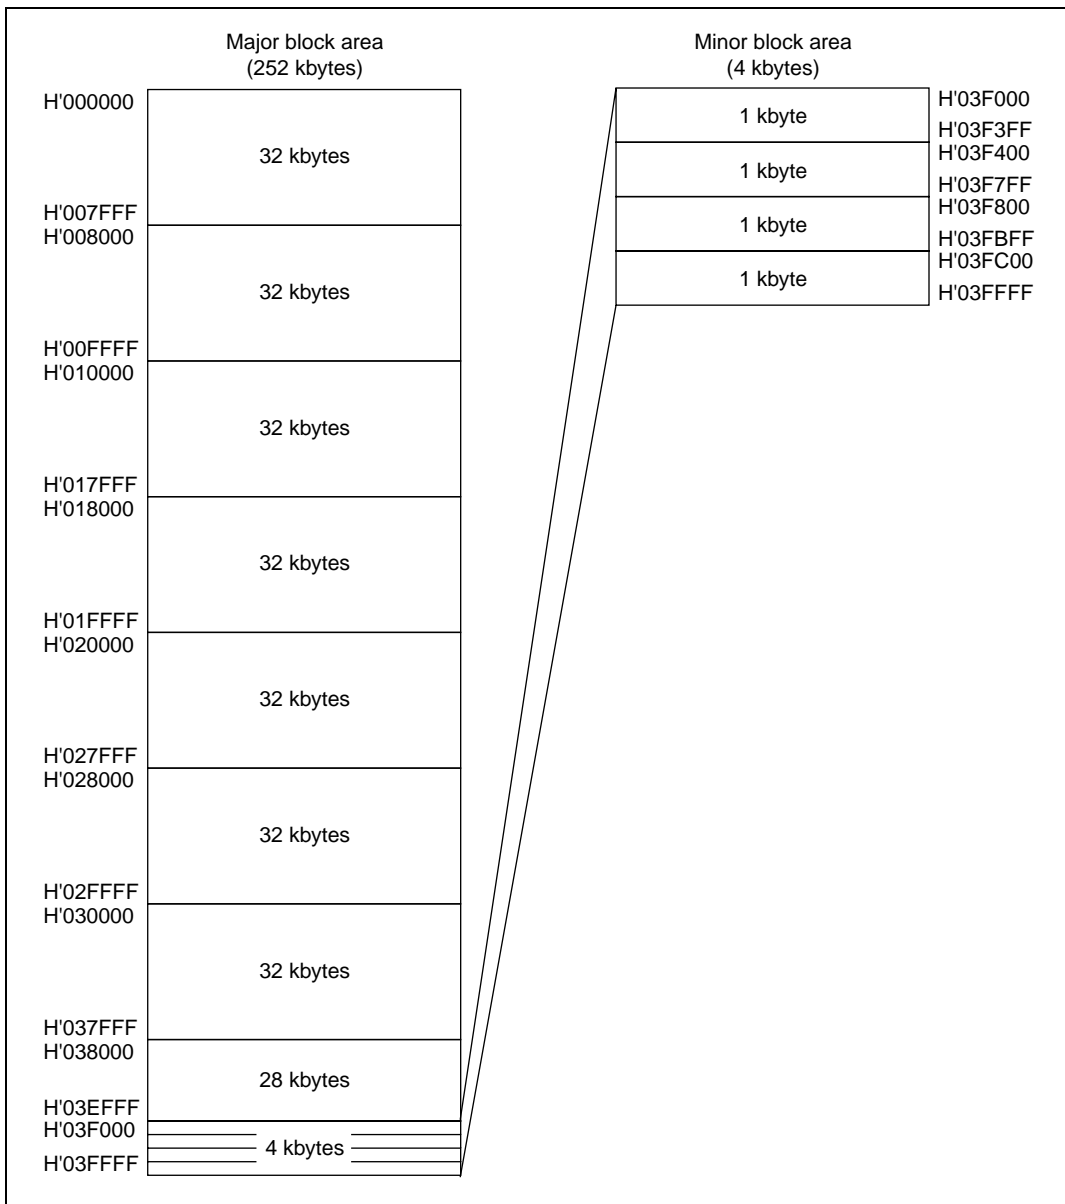 Major block area
(252 kbytes)
H'000000
32 kbytes
H'007FFF
H'008000
32 kbytes
H'00FFFF
H'010000
32 kbytes
H'017FFF
H'018000
32 kbytes
H'01FFFF
H'020000
32 kbytes
H'027FFF
H'028000
32 kbytes
H'02FFFF
H'030000
32 kbytes
H'037FFF
H'038000
28 kbytes
H'03EFFF
H'03F000
4 kbytes
H'03FFFF
Minor block area
(4 kbytes)
H'03F000
1 kbyte
H'03F3FF
H'03F400
1 kbyte
H'03F7FF
H'03F800
1 kbyte
H'03FBFF
H'03FC00
1 kbyte
H'03FFFF